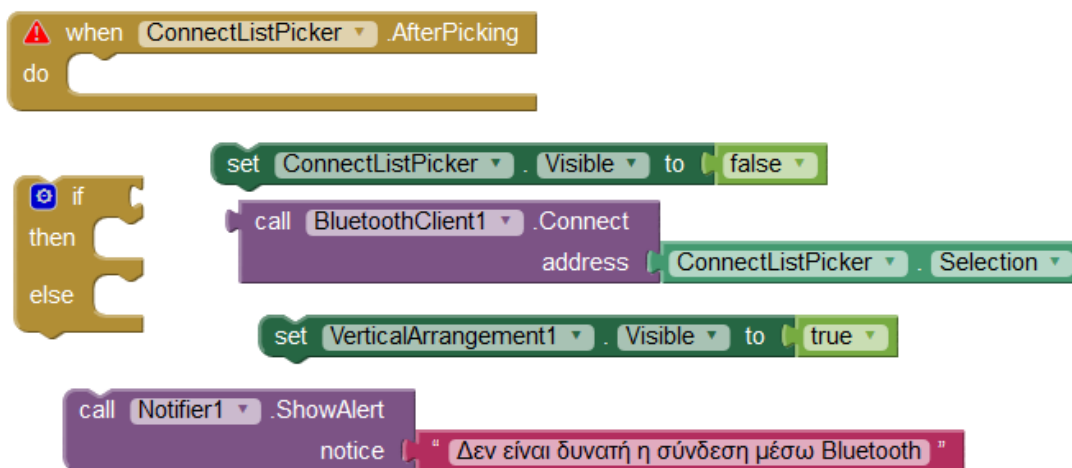 when ConnectListPicker .AfterPicking
do
set ConnectListPicker . Visible to false
if
call BluetoothClient1 .Connect
then
address ConnectListPicker . Selection
else
set VerticalArrangement1 . Visible to true
call Notifier1 .ShowAlert
notice " Δεν είναι δυνατή η σύνδεση μέσω Bluetooth "